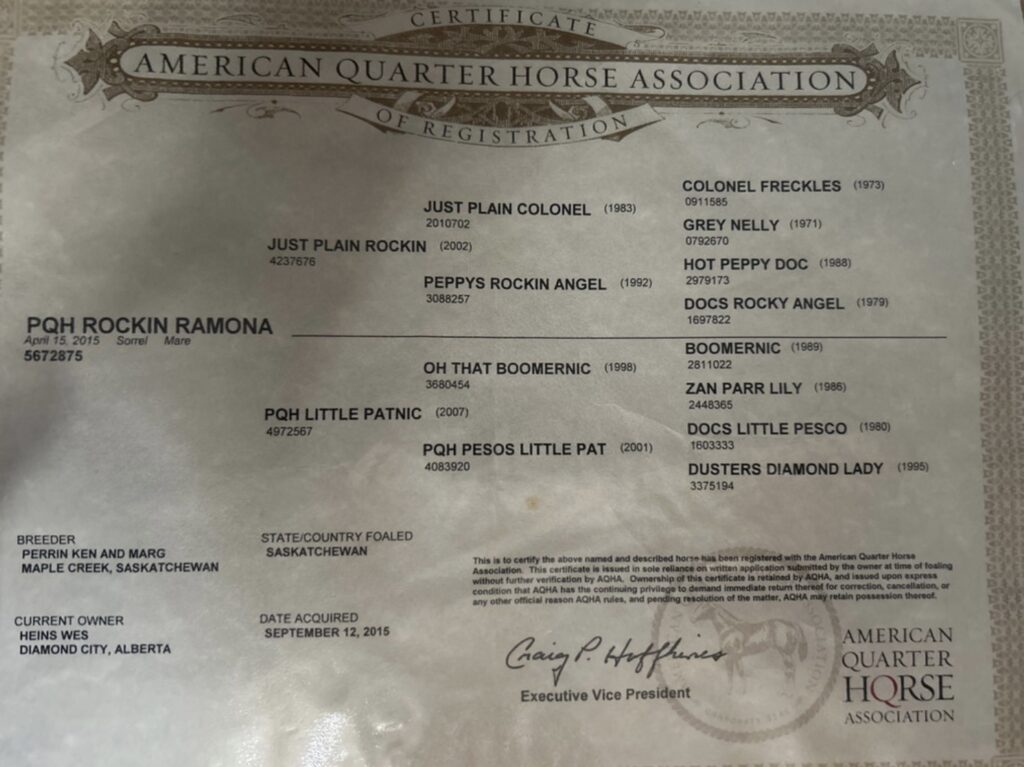 CERTIFICATE
AMERICAN QUARTER HORSE ASSOCIATION
OF REGISTRATION
COLONEL FRECKLES (1973)
0911585
JUST PLAIN COLONEL (1983)
2010702
GREY NELLY (1971)
0792670
JUST PLAIN ROCKIN (2002)
4237676
HOT PEPPY DOC (1988)
2979173
PEPPYS ROCKIN ANGEL (1992)
3088257
DOCS ROCKY ANGEL (1979)
1697822
PQH ROCKIN RAMONA
April 15, 2015 Sorrel Mare
5672875
BOOMERNIC (1989)
2811022
OH THAT BOOMERNIC (1998)
3680454
ZAN PARR LILY (1986)
2448365
PQH LITTLE PATNIC (2007)
4972567
DOCS LITTLE PESCO (1980)
1603333
PQH PESOS LITTLE PAT (2001)
4083920
DUSTERS DIAMOND LADY (1995)
3375194
BREEDER
PERRIN KEN AND MARG
MAPLE CREEK, SASKATCHEWAN
STATE/COUNTRY FOALED
SASKATCHEWAN
CURRENT OWNER
HEINS WES
DIAMOND CITY, ALBERTA
DATE ACQUIRED
SEPTEMBER 12, 2015
This is to certify the above named and described horse has been registered with the American Quarter Horse
Association. This certificate is issued in sole reliance on written application submitted by the owner at time of foaling
without further verification by AQHA. Ownership of this certificate is retained by AQHA, and issued upon express
condition that AQHA has the continuing privilege to demand immediate return thereof for correction, cancellation, or
any other official reason AQHA rules, and pending resolution of the matter, AQHA may retain possession thereof.
Craig P. Huffhines
Executive Vice President
AMERICAN
QUARTER
HORSE
ASSOCIATION